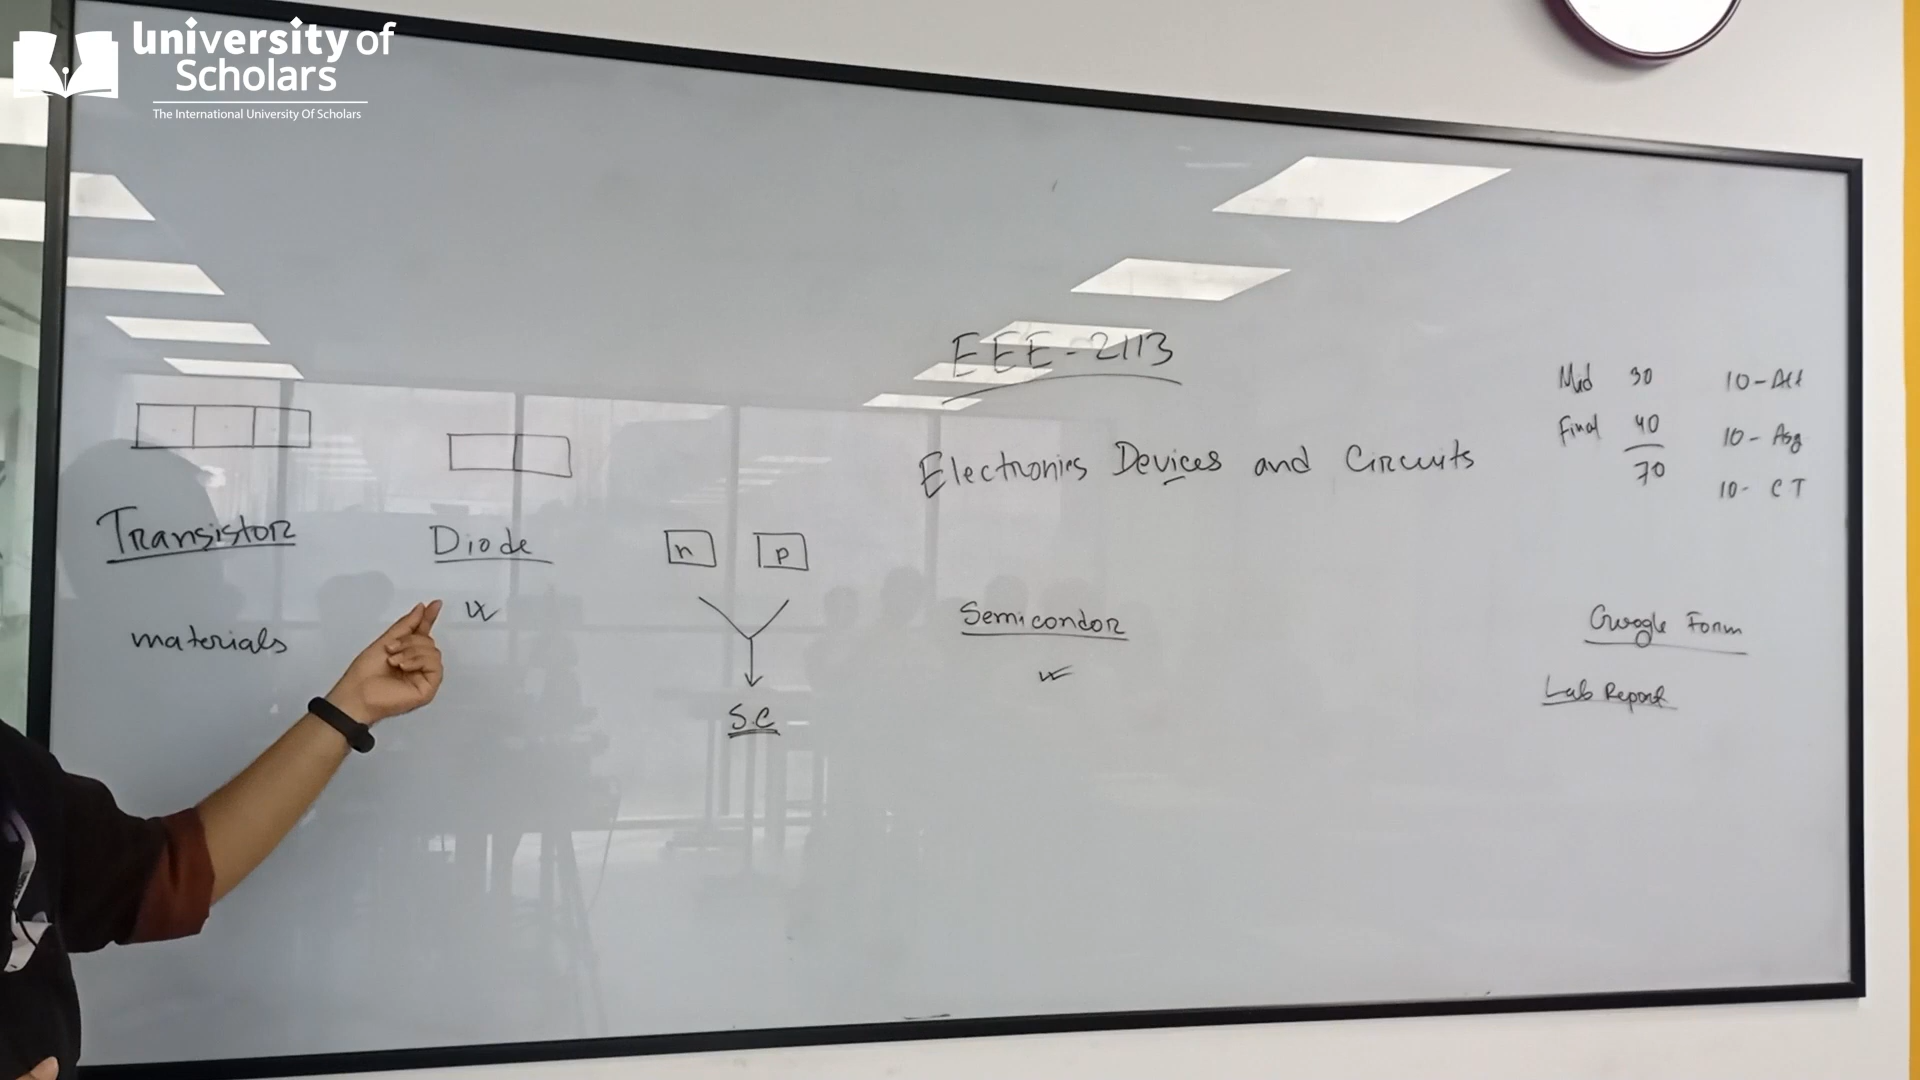 University of
Scholars
The International University Of Scholars
EEE-2113
Electronics Devices and Circuits
Mid 30
Final 40
70
10-Att
10- Asg
10- CT
Transistor
Diode
n
p
materials
S.C
Semicondor
Google Form
Lab Report